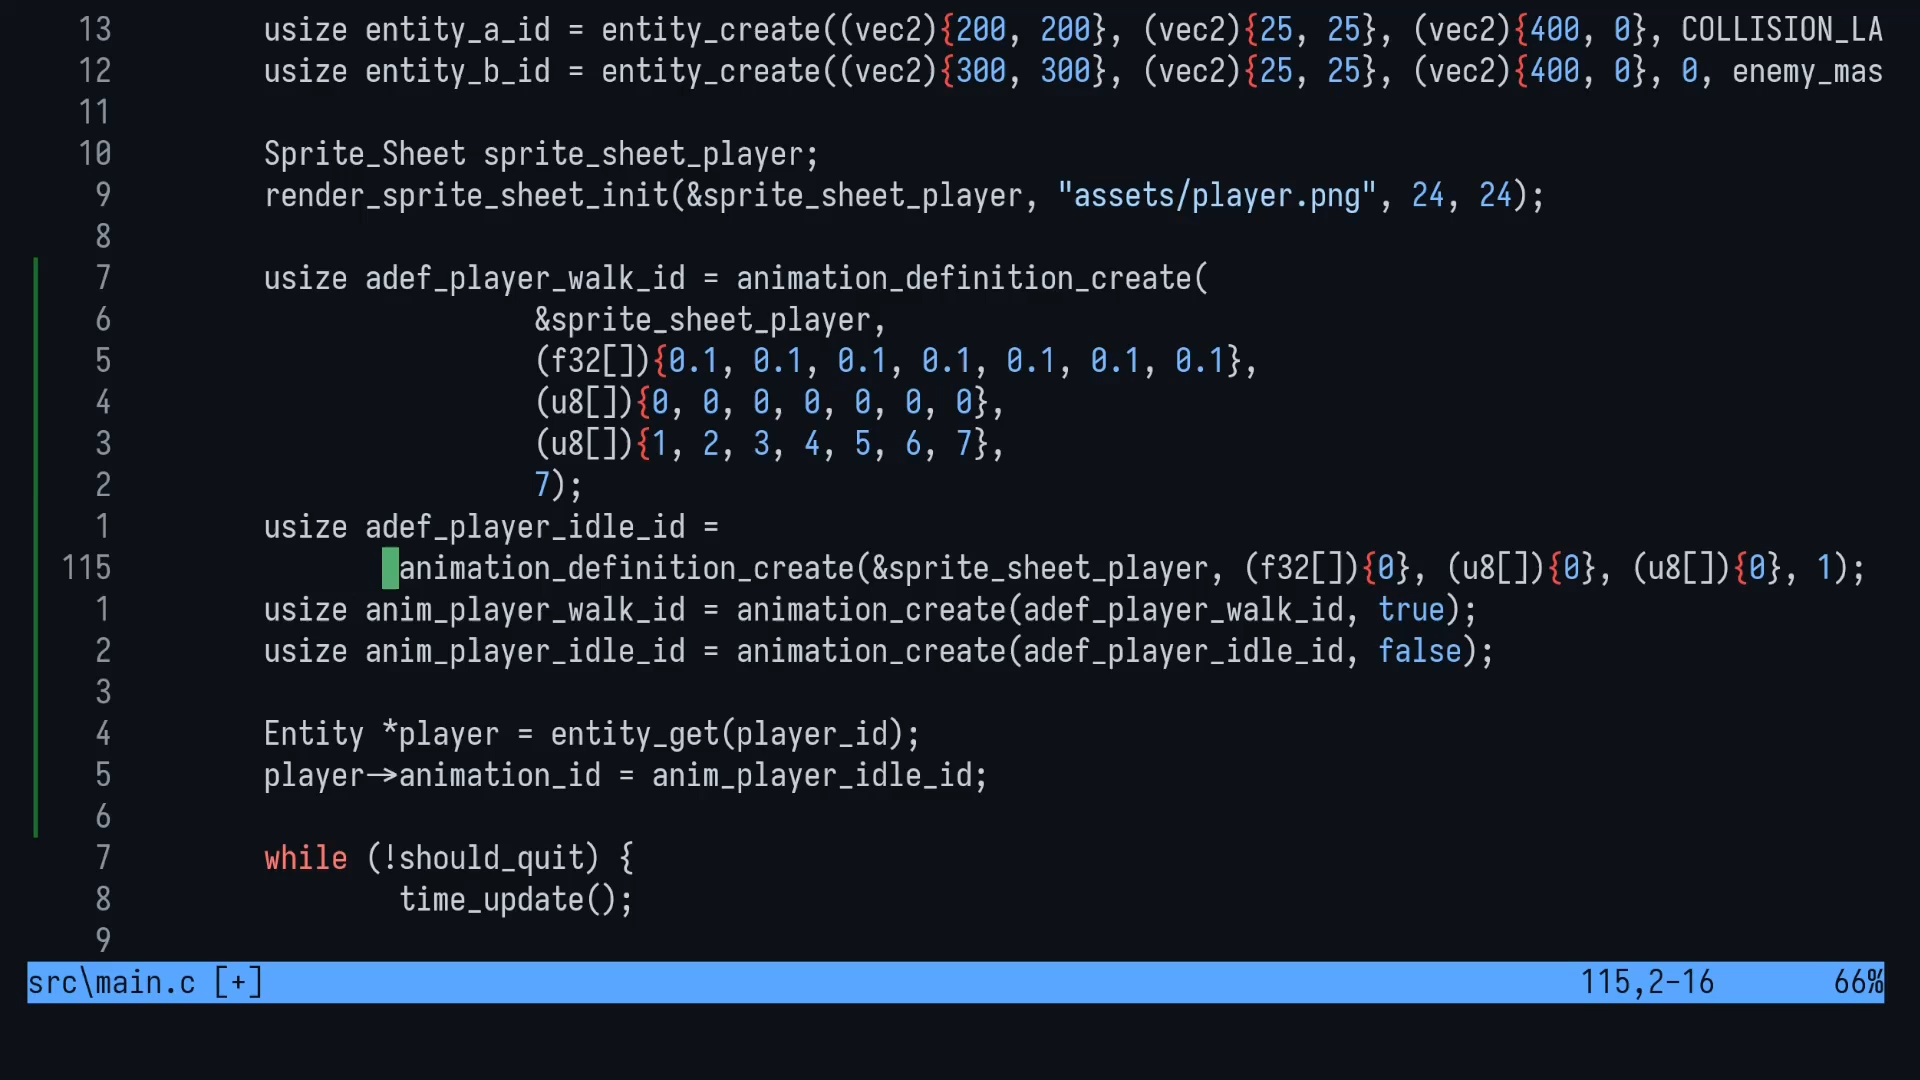 13 usize entity_a_id = entity_create((vec2){200, 200}, (vec2){25, 25}, (vec2){400, 0}, COLLISION_LA
12 usize entity_b_id = entity_create((vec2){300, 300}, (vec2){25, 25}, (vec2){400, 0}, 0, enemy_mas
11
10 Sprite_Sheet sprite_sheet_player;
9 render_sprite_sheet_init(&sprite_sheet_player, "assets/player.png", 24, 24);
8
7 usize adef_player_walk_id = animation_definition_create(
6 &sprite_sheet_player,
5 (f32[]){0.1, 0.1, 0.1, 0.1, 0.1, 0.1, 0.1},
4 (u8[]){0, 0, 0, 0, 0, 0, 0},
3 (u8[]){1, 2, 3, 4, 5, 6, 7},
2 7);
1 usize adef_player_idle_id =
115 animation_definition_create(&sprite_sheet_player, (f32[]){0}, (u8[]){0}, (u8[]){0}, 1);
1 usize anim_player_walk_id = animation_create(adef_player_walk_id, true);
2 usize anim_player_idle_id = animation_create(adef_player_idle_id, false);
3
4 Entity *player = entity_get(player_id);
5 player->animation_id = anim_player_idle_id;
6
7 while (!should_quit) {
8 time_update();
9
src\main.c [+] 115,2-16 66%